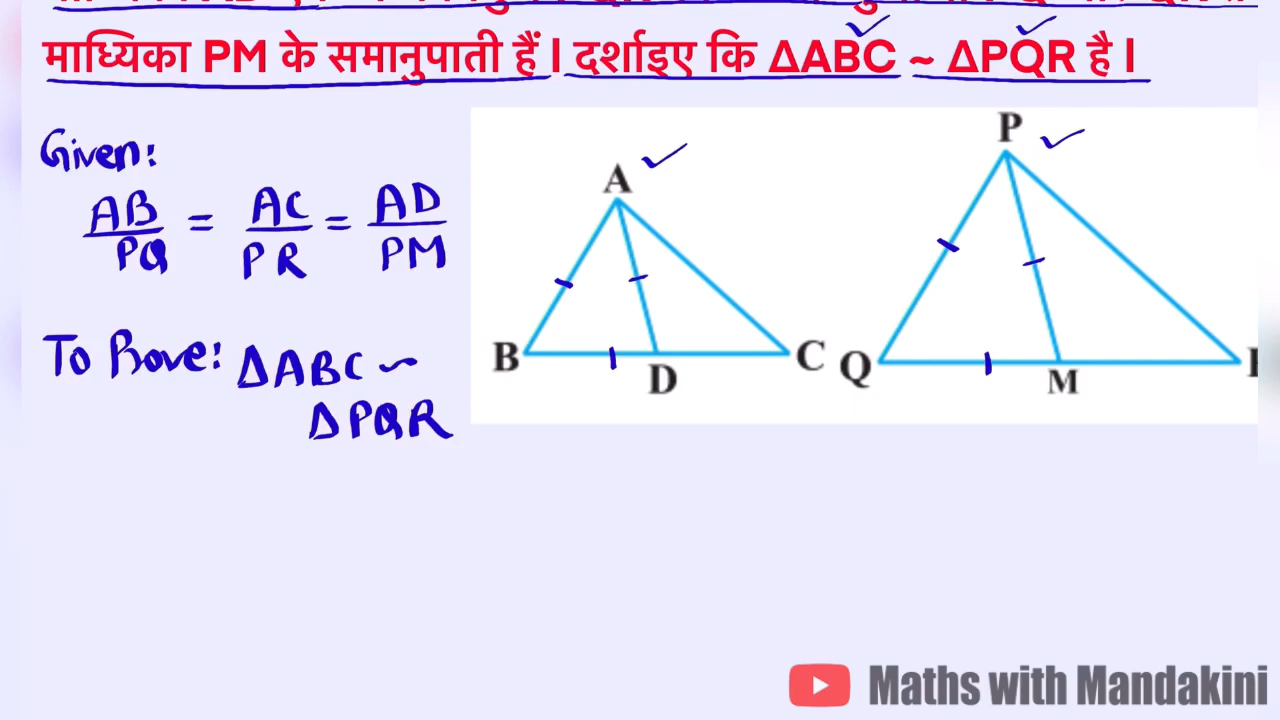 माध्यिका PM के समानुपाती हैं। दर्शाइए कि ΔABC ~ ΔPQR है।
Given:
AB/PQ = AC/PR = AD/PM
To Prove: ΔABC ~
ΔPQR
A
B
D
C
P
Q
M
Maths with Mandakini